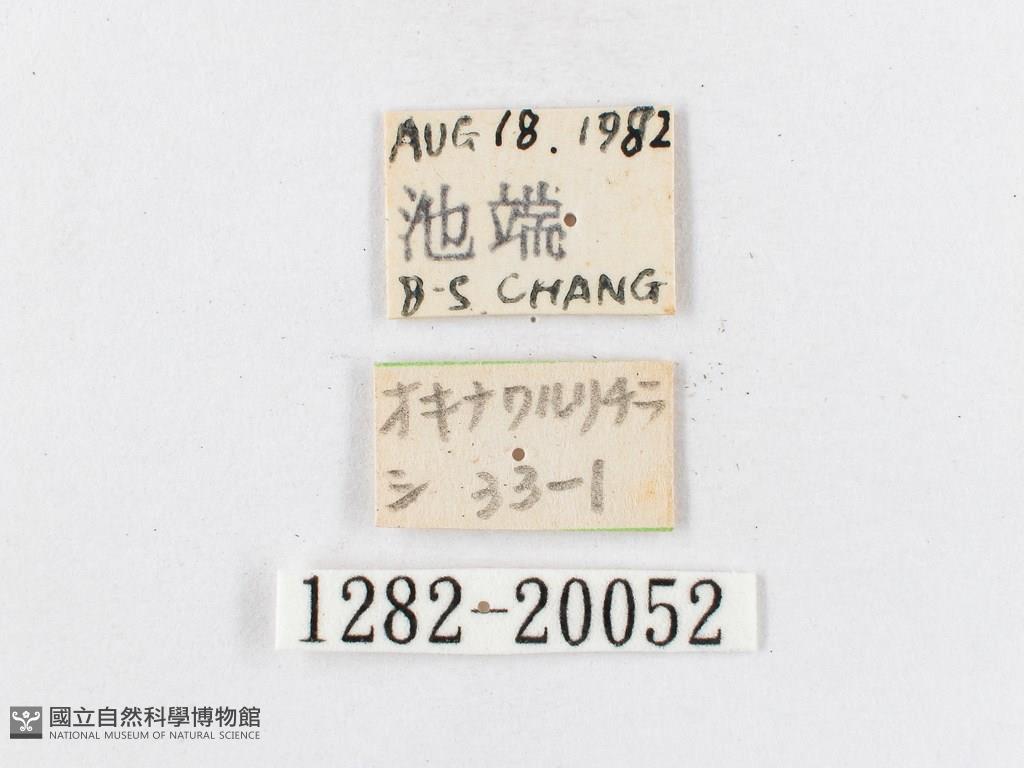 AUG 18. 1982
池端
B-S. CHANG
オキナワルリチラ
シ 33-1
1282-20052
國立自然科學博物館
NATIONAL MUSEUM OF NATURAL SCIENCE